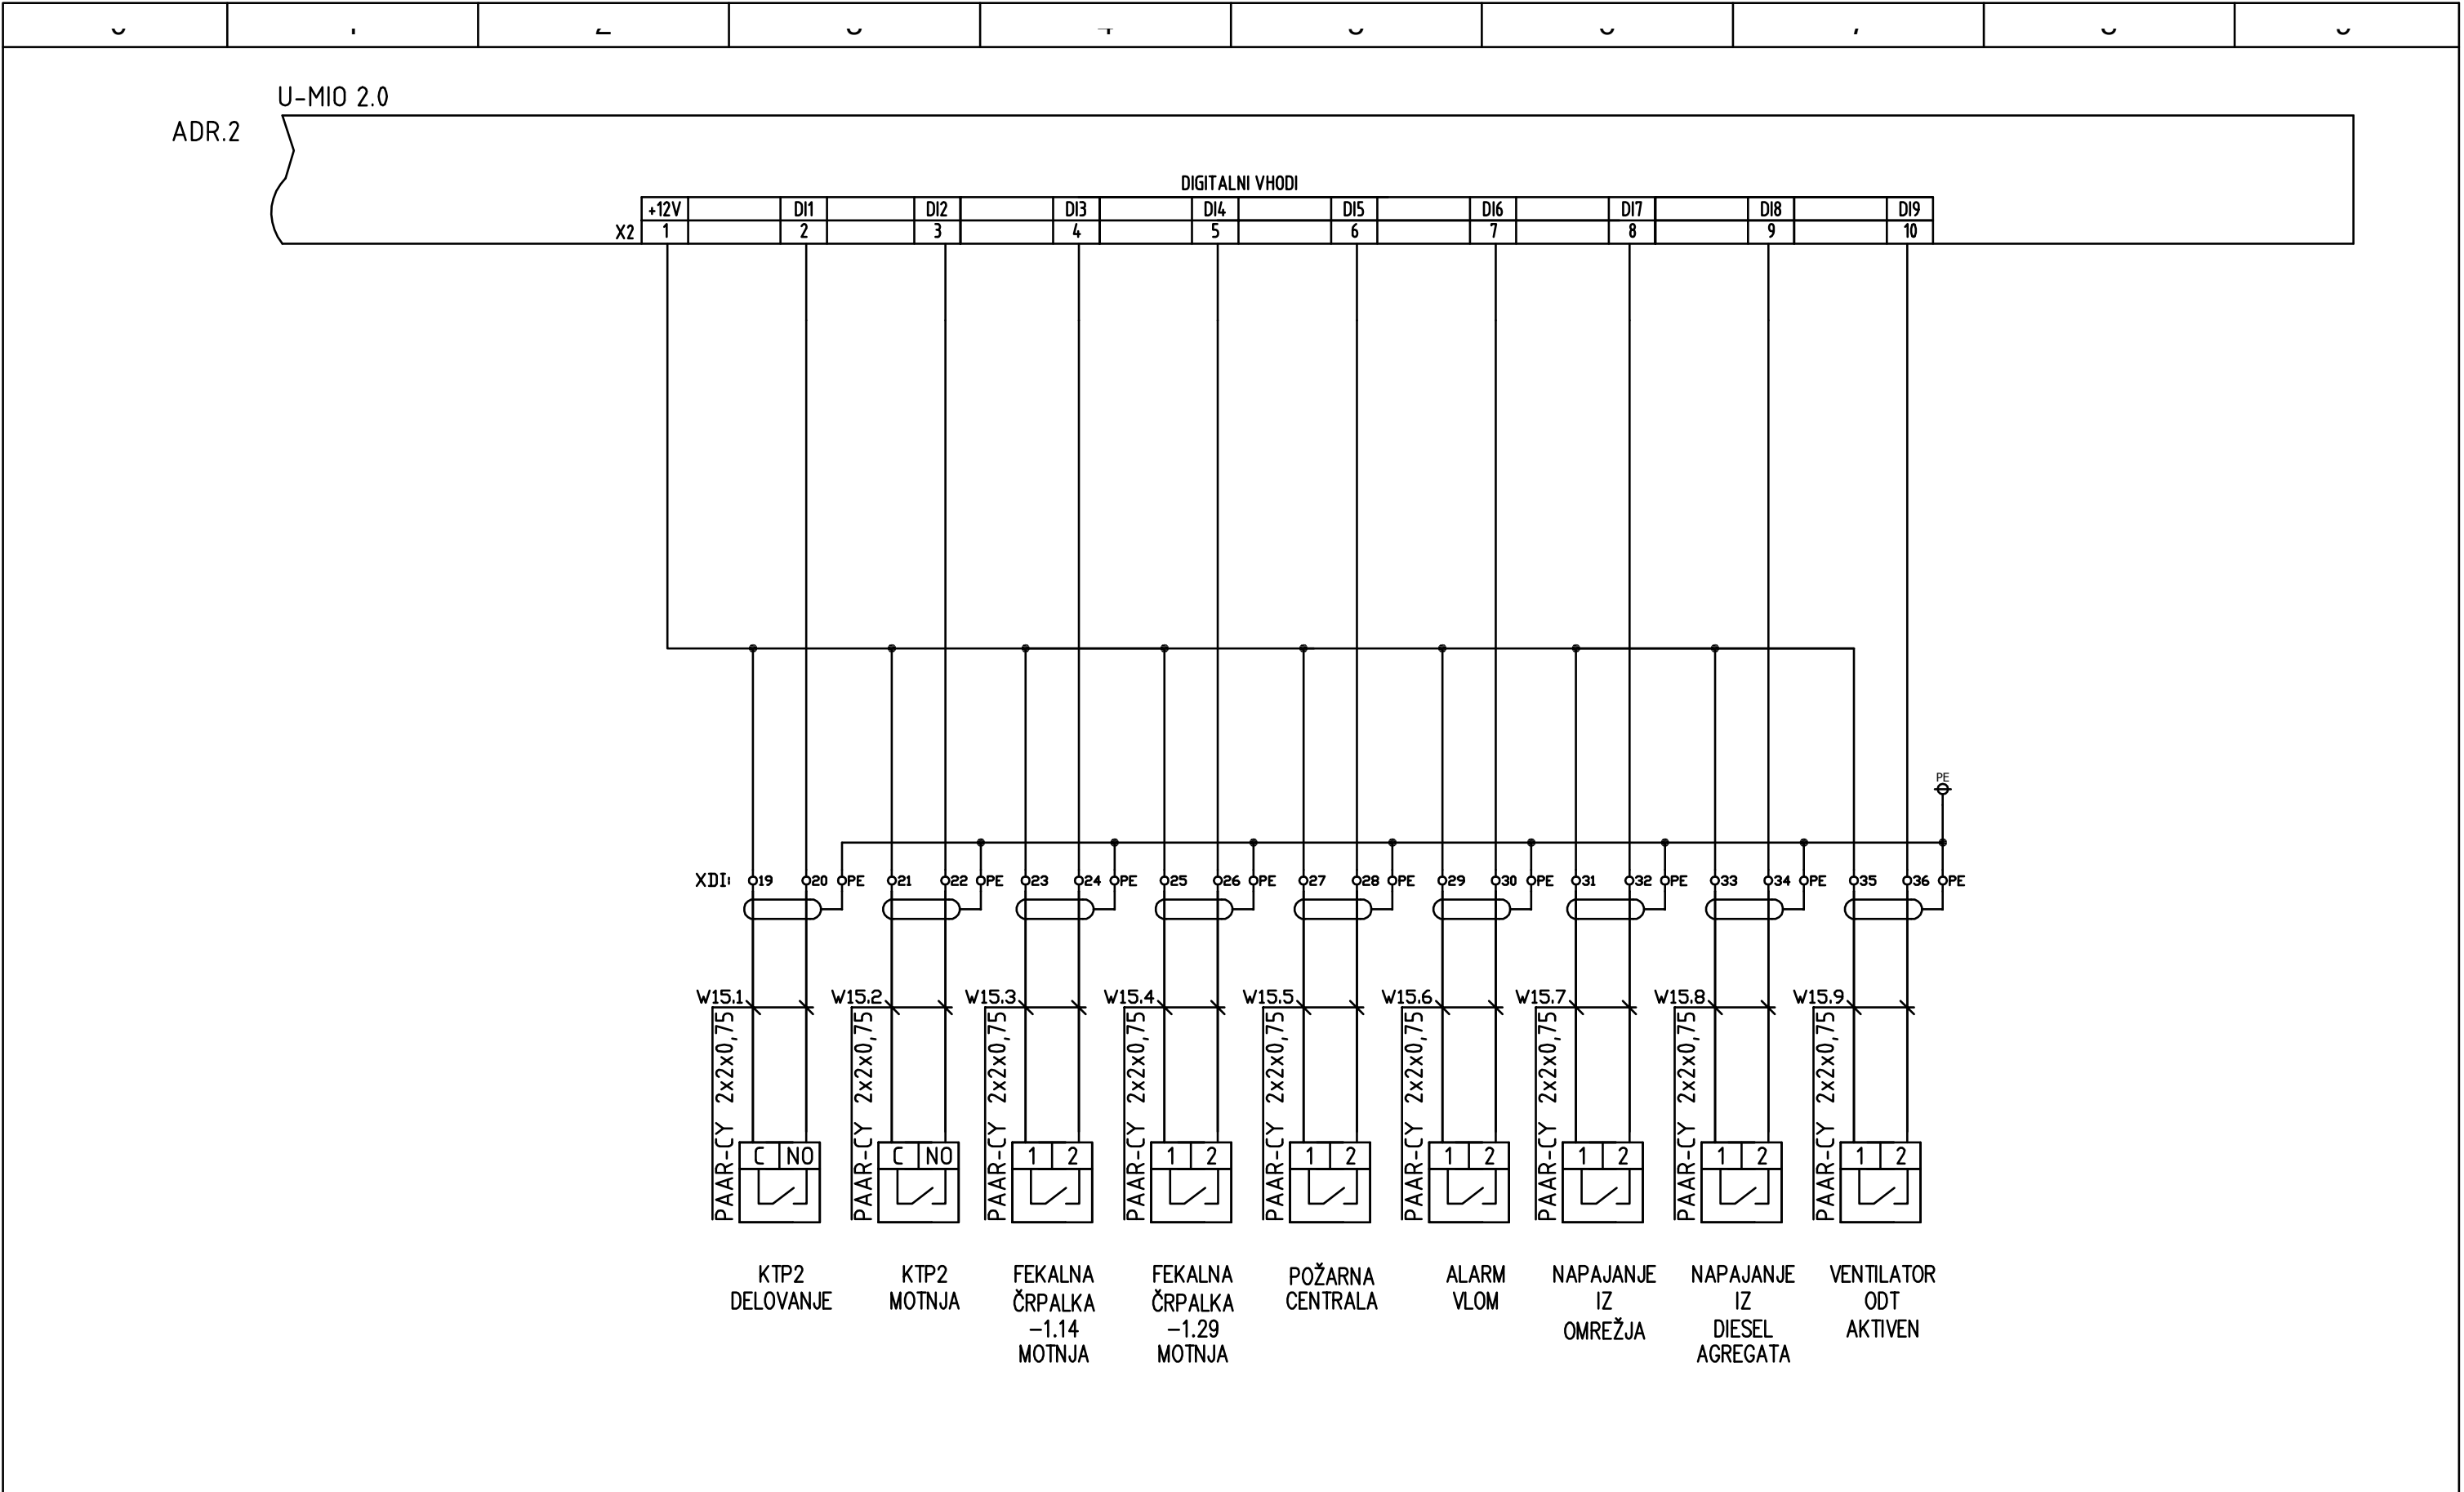 U-MIO 2.0
ADR.2
DIGITALNI VHODI
+12V DI1 DI2 DI3 DI4 DI5 DI6 DI7 DI8 DI9
X2 1 2 3 4 5 6 7 8 9 10
PE
XDI: 19 20 PE 21 22 PE 23 24 PE 25 26 PE 27 28 PE 29 30 PE 31 32 PE 33 34 PE 35 36 PE
W15.1 W15.2 W15.3 W15.4 W15.5 W15.6 W15.7 W15.8 W15.9
PAAR-CY 2x2x0,75
PAAR-CY 2x2x0,75
PAAR-CY 2x2x0,75
PAAR-CY 2x2x0,75
PAAR-CY 2x2x0,75
PAAR-CY 2x2x0,75
PAAR-CY 2x2x0,75
PAAR-CY 2x2x0,75
PAAR-CY 2x2x0,75
C NO C NO 1 2 1 2 1 2 1 2 1 2 1 2 1 2
KTP2
DELOVANJE
KTP2
MOTNJA
FEKALNA
ČRPALKA
-1.14
MOTNJA
FEKALNA
ČRPALKA
-1.29
MOTNJA
POŽARNA
CENTRALA
ALARM
VLOM
NAPAJANJE
IZ
OMREŽJA
NAPAJANJE
IZ
DIESEL
AGREGATA
VENTILATOR
ODT
AKTIVEN